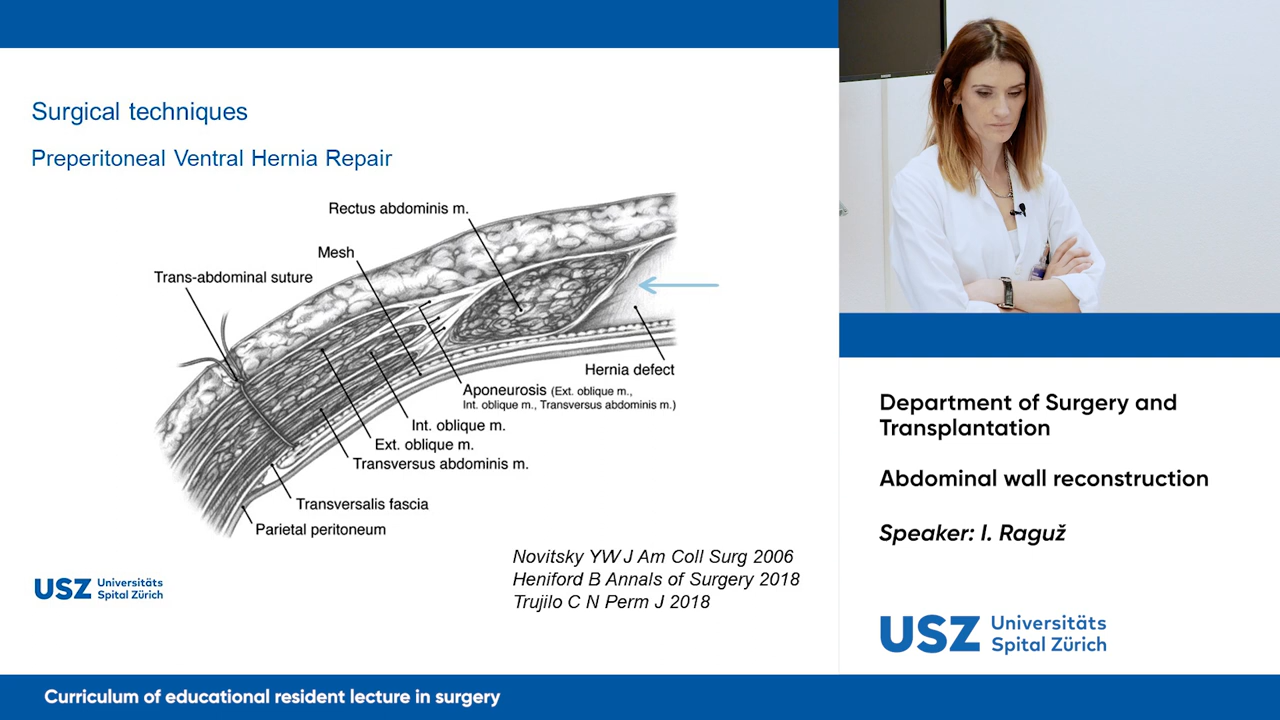 Surgical techniques
Preperitoneal Ventral Hernia Repair
Rectus abdominis m.
Mesh
Trans-abdominal suture
Hernia defect
Aponeurosis (Ext. oblique m.,
Int. oblique m., Transversus abdominis m.)
Int. oblique m.
Ext. oblique m.
Transversus abdominis m.
Transversalis fascia
Parietal peritoneum
Novitsky YW J Am Coll Surg 2006
Heniford B Annals of Surgery 2018
Trujilo C N Perm J 2018
USZ Universitäts
Spital Zürich
Department of Surgery and
Transplantation
Abdominal wall reconstruction
Speaker: I. Raguž
USZ Universitäts
Spital Zürich
Curriculum of educational resident lecture in surgery